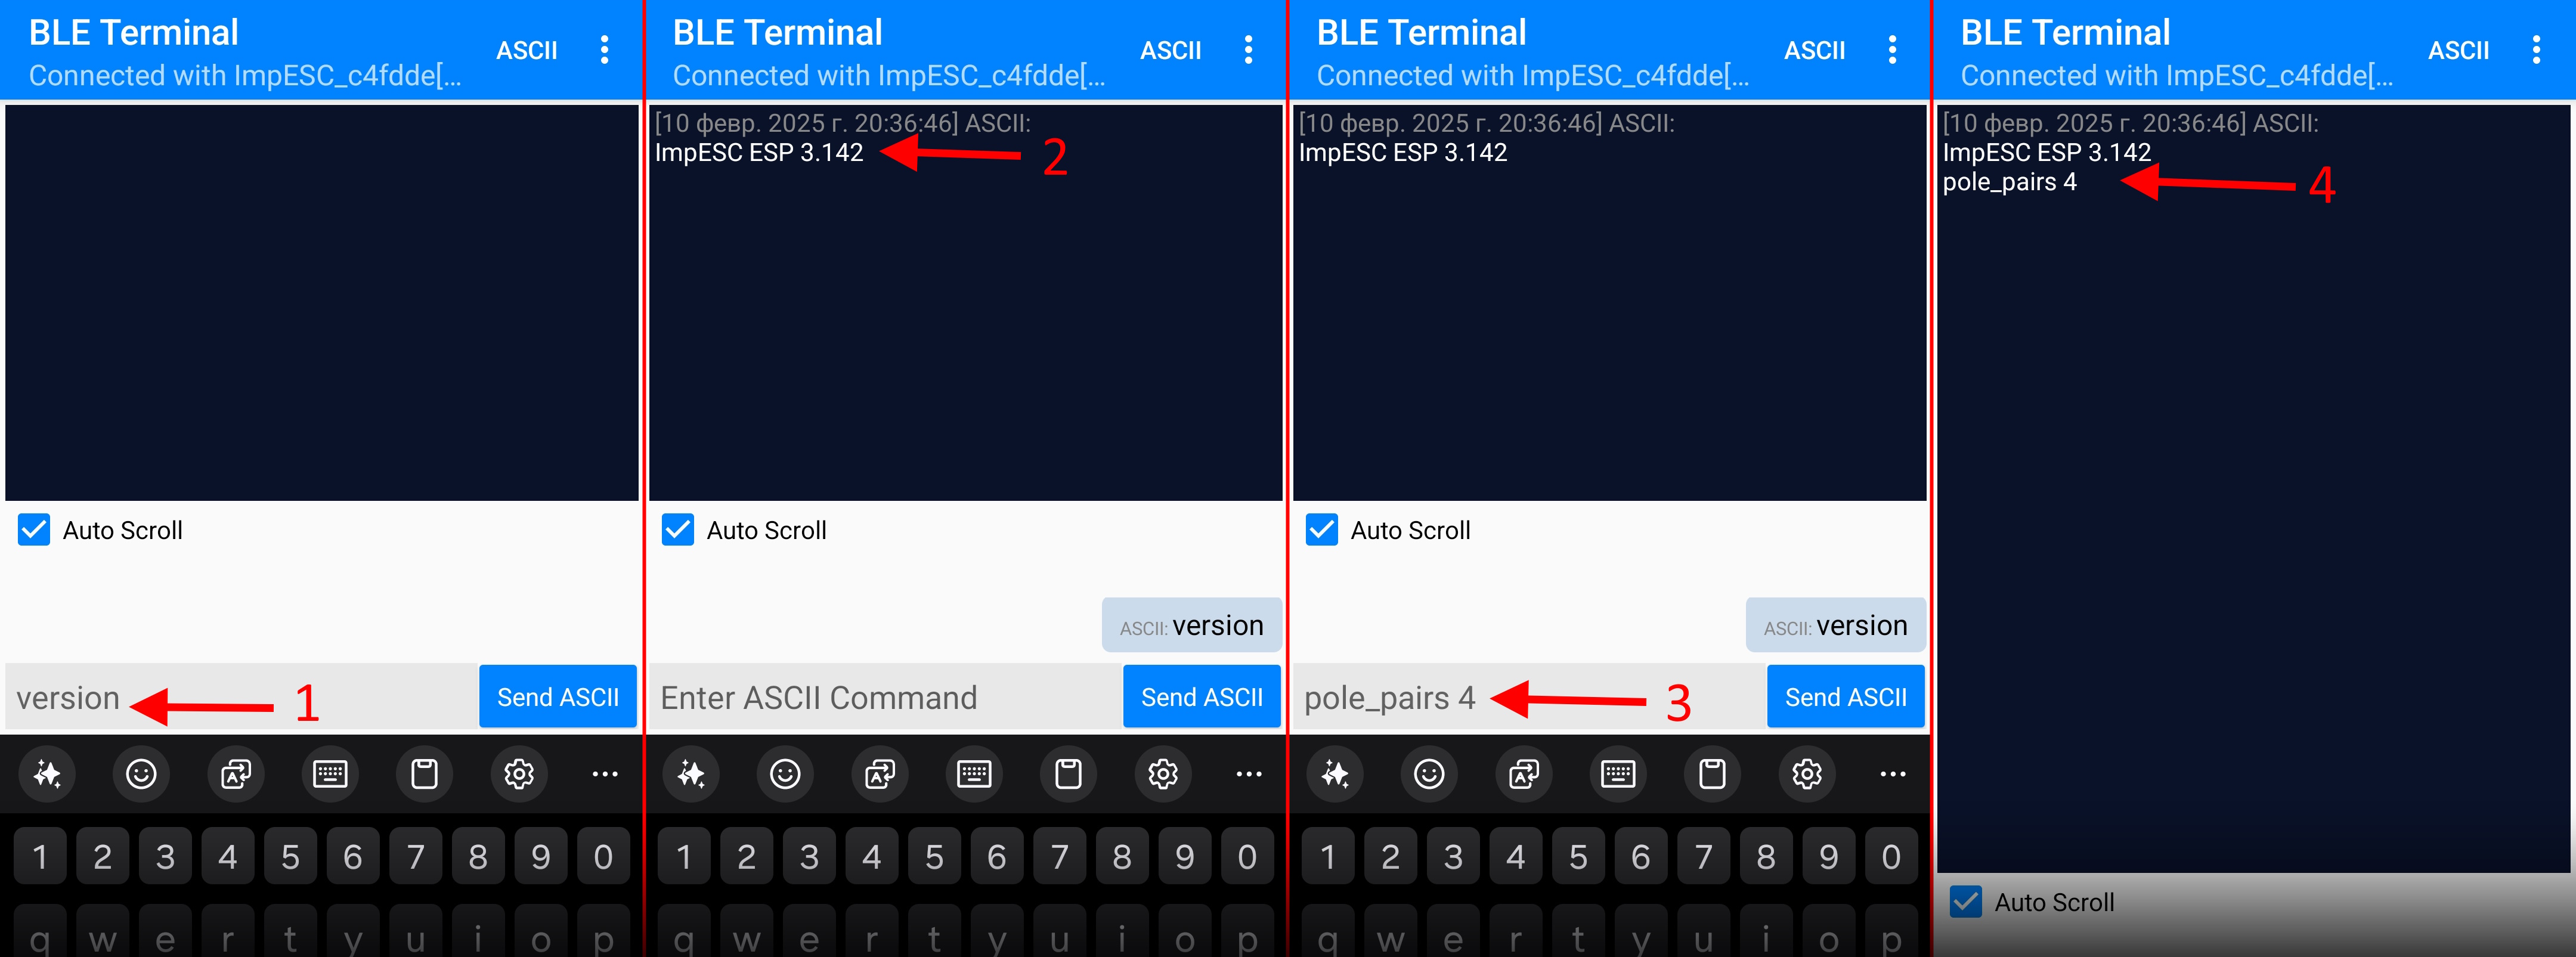 BLE Terminal
Connected with ImpESC_c4fdde[...
ASCII
Auto Scroll
version
1
Send ASCII
1 2 3 4 5 6 7 8 9 0
q w e r t y u i o p
BLE Terminal
Connected with ImpESC_c4fdde[...
ASCII
[10 февр. 2025 г. 20:36:46] ASCII:
ImpESC ESP 3.142
2
Auto Scroll
ASCII: version
Enter ASCII Command
Send ASCII
1 2 3 4 5 6 7 8 9 0
q w e r t y u i o p
BLE Terminal
Connected with ImpESC_c4fdde[...
ASCII
[10 февр. 2025 г. 20:36:46] ASCII:
ImpESC ESP 3.142
Auto Scroll
ASCII: version
pole_pairs 4
3
Send ASCII
1 2 3 4 5 6 7 8 9 0
q w e r t y u i o p
BLE Terminal
Connected with ImpESC_c4fdde[...
ASCII
[10 февр. 2025 г. 20:36:46] ASCII:
ImpESC ESP 3.142
pole_pairs 4
4
Auto Scroll